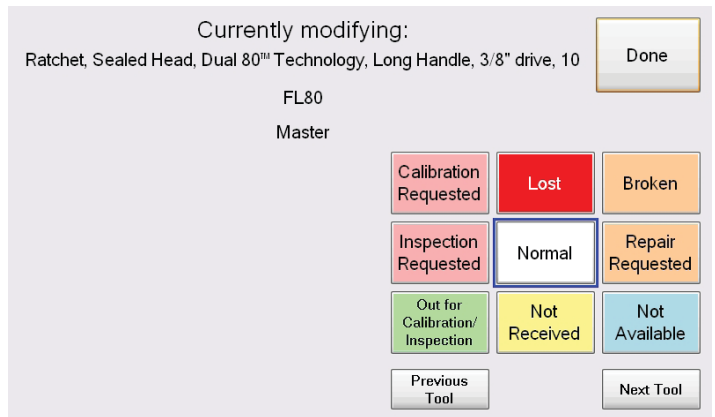 Currently modifying:
Ratchet, Sealed Head, Dual 80™ Technology, Long Handle, 3/8" drive, 10
Done
FL80
Master
Calibration
Requested
Lost
Broken
Inspection
Requested
Normal
Repair
Requested
Out for
Calibration/
Inspection
Not
Received
Not
Available
Previous
Tool
Next Tool